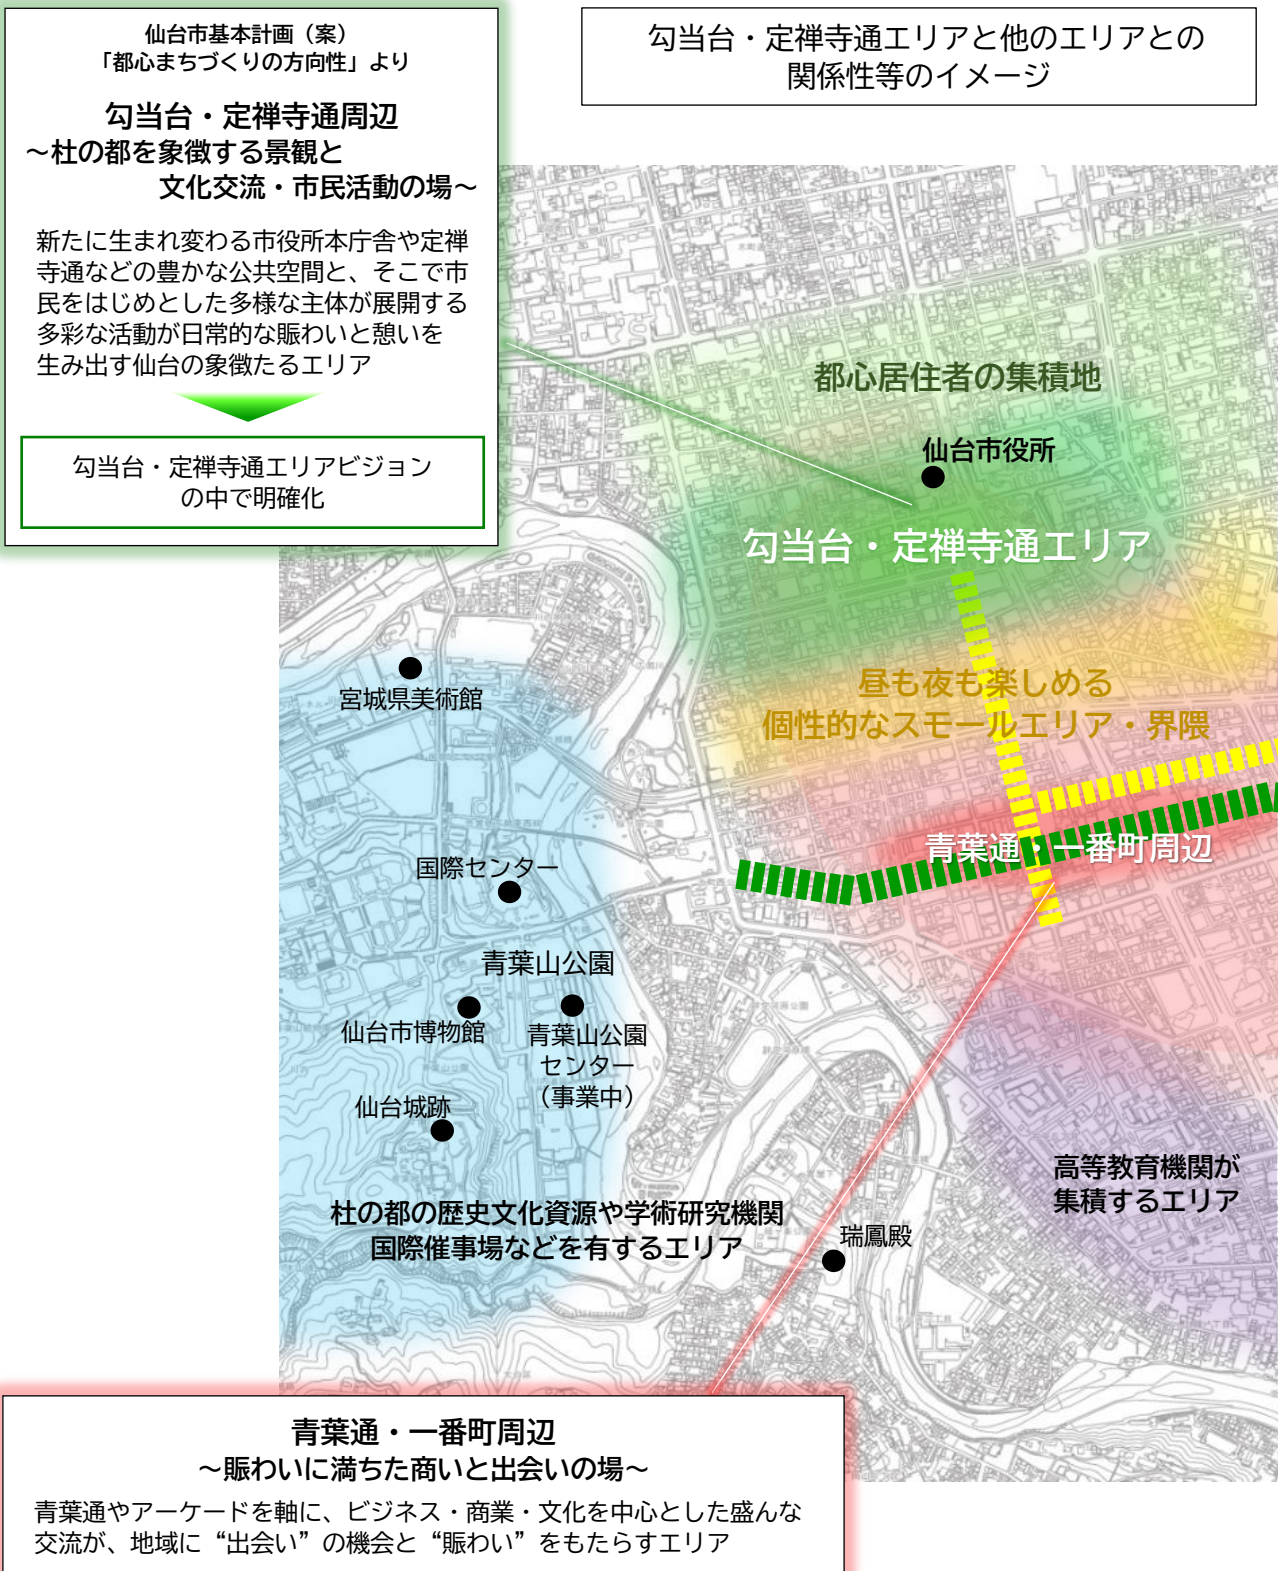 仙台市基本計画（案）
「都心まちづくりの方向性」より
勾当台・定禅寺通周辺
～杜の都を象徴する景観と
文化交流・市民活動の場～
新たに生まれ変わる市役所本庁舎や定禅
寺通などの豊かな公共空間と、そこで市
民をはじめとした多様な主体が展開する
多彩な活動が日常的な賑わいと憩いを
生み出す仙台の象徴たるエリア
勾当台・定禅寺通エリアビジョン
の中で明確化
勾当台・定禅寺通エリアと他のエリアとの
関係性等のイメージ
都心居住者の集積地
仙台市役所
勾当台・定禅寺通エリア
昼も夜も楽しめる
個性的なスモールエリア・界隈
宮城県美術館
青葉通・一番町周辺
国際センター
青葉山公園
仙台市博物館
青葉山公園
センター
（事業中）
仙台城跡
高等教育機関が
集積するエリア
杜の都の歴史文化資源や学術研究機関
国際催事場などを有するエリア
瑞鳳殿
青葉通・一番町周辺
～賑わいに満ちた商いと出会いの場～
青葉通やアーケードを軸に、ビジネス・商業・文化を中心とした盛んな
交流が、地域に“出会い”の機会と“賑わい”をもたらすエリア